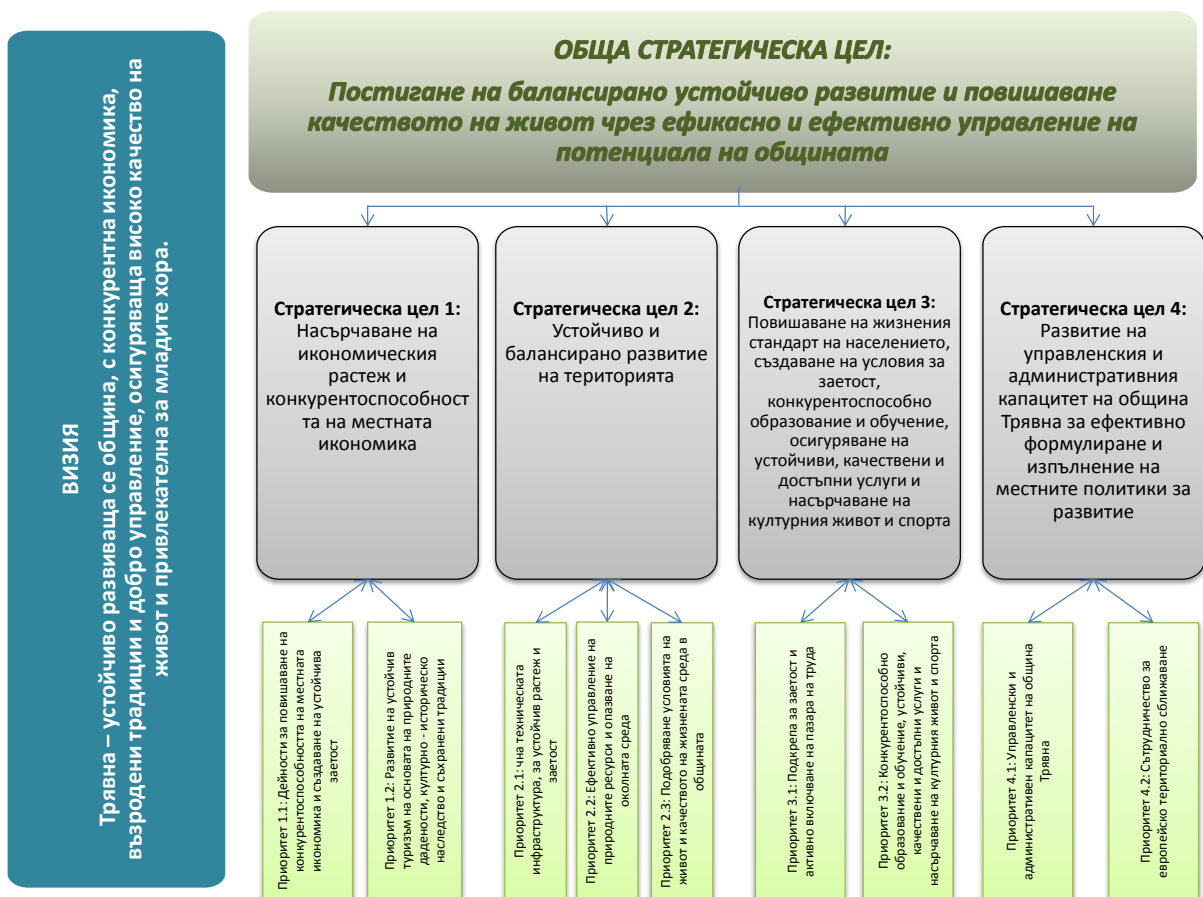 ВИЗИЯ
Трявна – устойчиво развиваща се община, с конкурентна икономика,
възродени традиции и добро управление, осигуряваща високо качество на
живот и привлекателна за младите хора.
ОБЩА СТРАТЕГИЧЕСКА ЦЕЛ:
Постигане на балансирано устойчиво развитие и повишаване
качеството на живот чрез ефикасно и ефективно управление на
потенциала на общината
Стратегическа цел 1:
Насърчаване на
икономическия
растеж и
конкурентоспособност
та на местната
икономика
Стратегическа цел 2:
Устойчиво и
балансирано развитие
на територията
Стратегическа цел 3:
Повишаване на жизнения
стандарт на населението,
създаване на условия за
заетост,
конкурентоспособно
образование и обучение,
осигуряване на
устойчиви, качествени и
достъпни услуги и
насърчаване на
културния живот и спорта
Стратегическа цел 4:
Развитие на
управленския и
административния
капацитет на община
Трявна за ефективно
формулиране и
изпълнение на
местните политики за
развитие
Приоритет 1.1: Дейности за повишаване на
конкурентоспособността на местната
икономика и създаване на устойчива
заетост
Приоритет 1.2: Развитие на устойчив
туризъм на основата на природните
дадености, културно - историческо
наследство и съхранени традиции
Приоритет 2.1: чна техническата
инфраструктура, за устойчив растеж и
заетост
Приоритет 2.2: Ефективно управление на
природните ресурси и опазване на
околната среда
Приоритет 2.3: Подобряване условията на
живот и качеството на жизнената среда в
общината
Приоритет 3.1: Подкрепа за заетост и
активно включване на пазара на труда
Приоритет 3.2: Конкурентоспособно
образование и обучение, устойчиви,
качествени и достъпни услуги и
насърчаване на културния живот и спорта
Приоритет 4.1: Управленски и
административен капацитет на община
Трявна
Приоритет 4.2: Сътрудничество за
европейско териториално сближаване